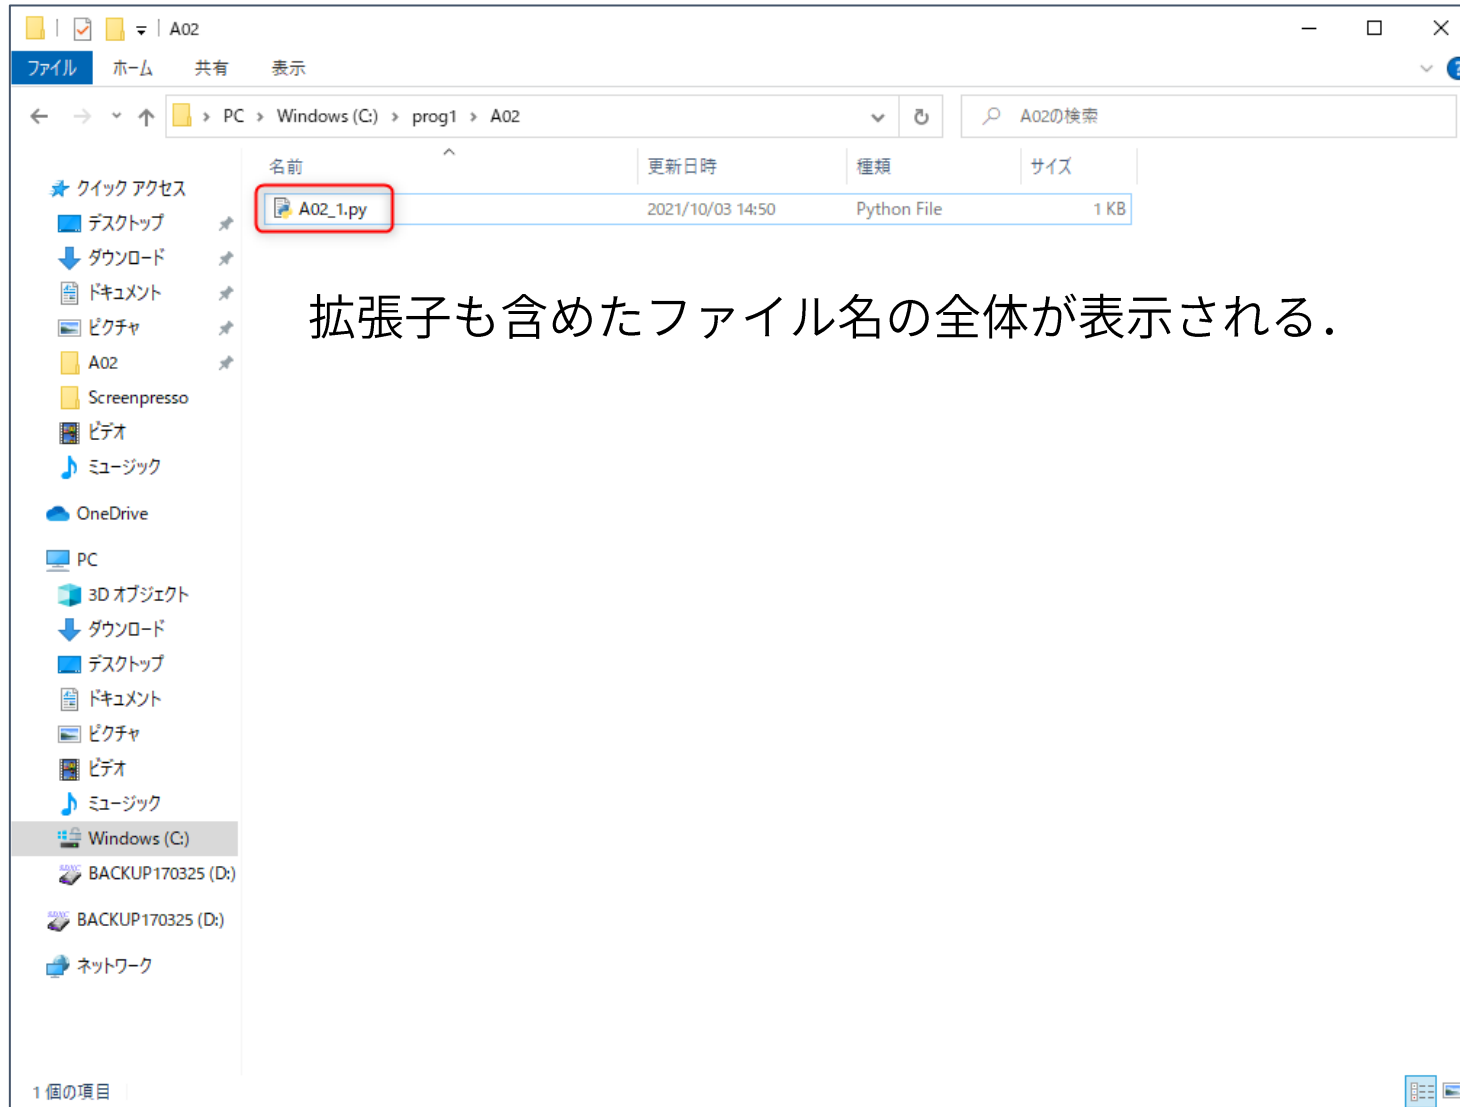 A02
ファイル ホーム 共有 表示
PC › Windows (C:) › prog1 › A02
A02の検索
名前 更新日時 種類 サイズ
A02_1.py 2021/10/03 14:50 Python File 1 KB
拡張子も含めたファイル名の全体が表示される．
クイック アクセス
デスクトップ
ダウンロード
ドキュメント
ピクチャ
A02
Screenpresso
ビデオ
ミュージック
OneDrive
PC
3D オブジェクト
ダウンロード
デスクトップ
ドキュメント
ピクチャ
ビデオ
ミュージック
Windows (C:)
BACKUP170325 (D:)
BACKUP170325 (D:)
ネットワーク
1 個の項目